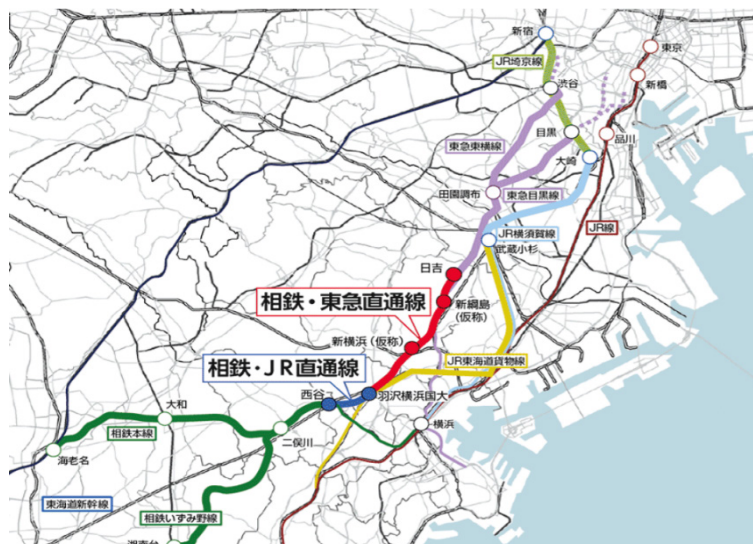 新宿
東京
JR埼京線
渋谷
新橋
目黒
品川
東急東横線
大崎
田園調布
東急目黒線
JR横須賀線
JR線
武蔵小杉
日吉
相鉄・東急直通線
新綱島
(仮称)
新横浜(仮称)
JR東海道貨物線
相鉄・JR直通線
西谷
羽沢横浜国大
大和
横浜
相鉄本線
二俣川
海老名
東海道新幹線
相鉄いずみ野線
湘南台